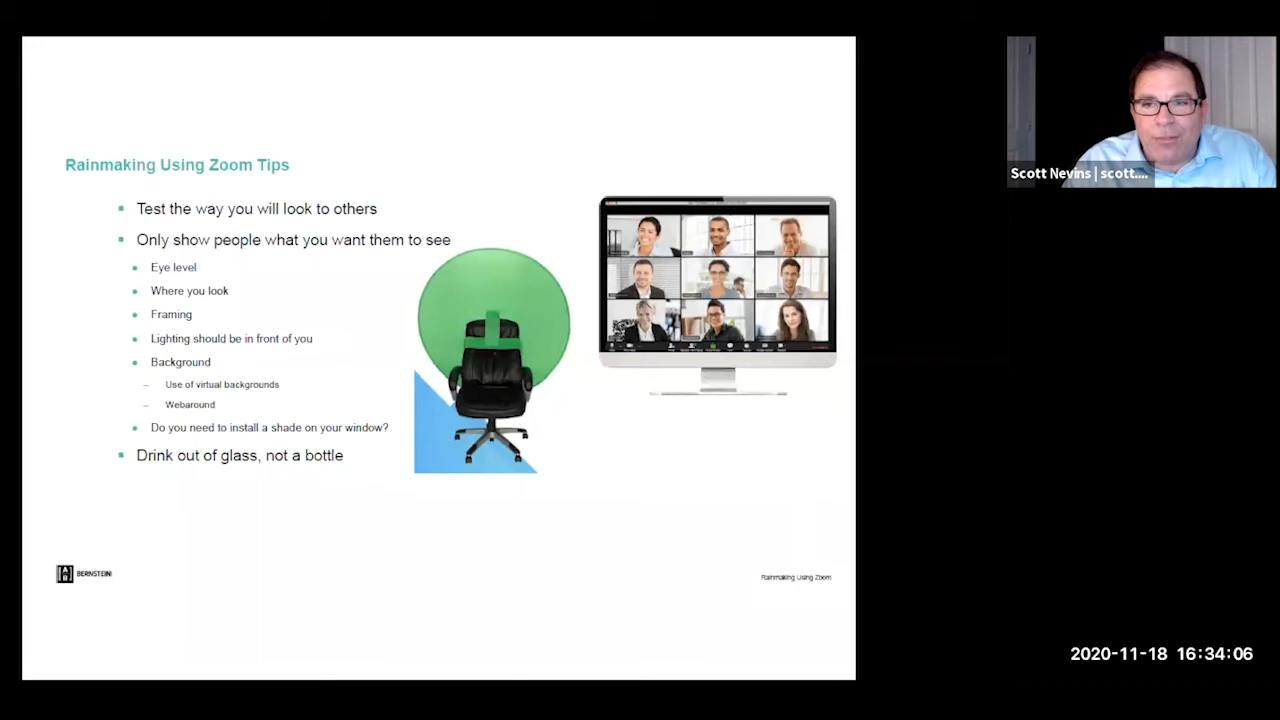 Rainmaking Using Zoom Tips
Test the way you will look to others
Only show people what you want them to see
Eye level
Where you look
Framing
Lighting should be in front of you
Background
Use of virtual backgrounds
Webaround
Do you need to install a shade on your window?
Drink out of glass, not a bottle
AB BERNSTEIN
Rainmaking Using Zoom
Scott Nevins | scott....
2020-11-18 16:34:06